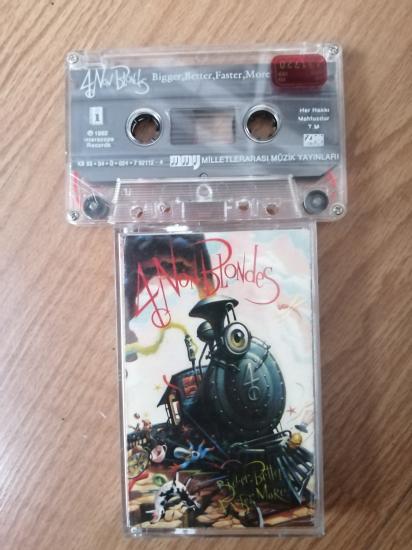 4 Non Blondes
Bigger, Better, Faster, More
i
Her Hakkı
Mahfuzdur
T.M
℗ 1992
Interscope
Records
MİLLETLERARASI MÜZİK YAYINLARI
4 Non Blondes
4
Bigger, Better,
Faster, More